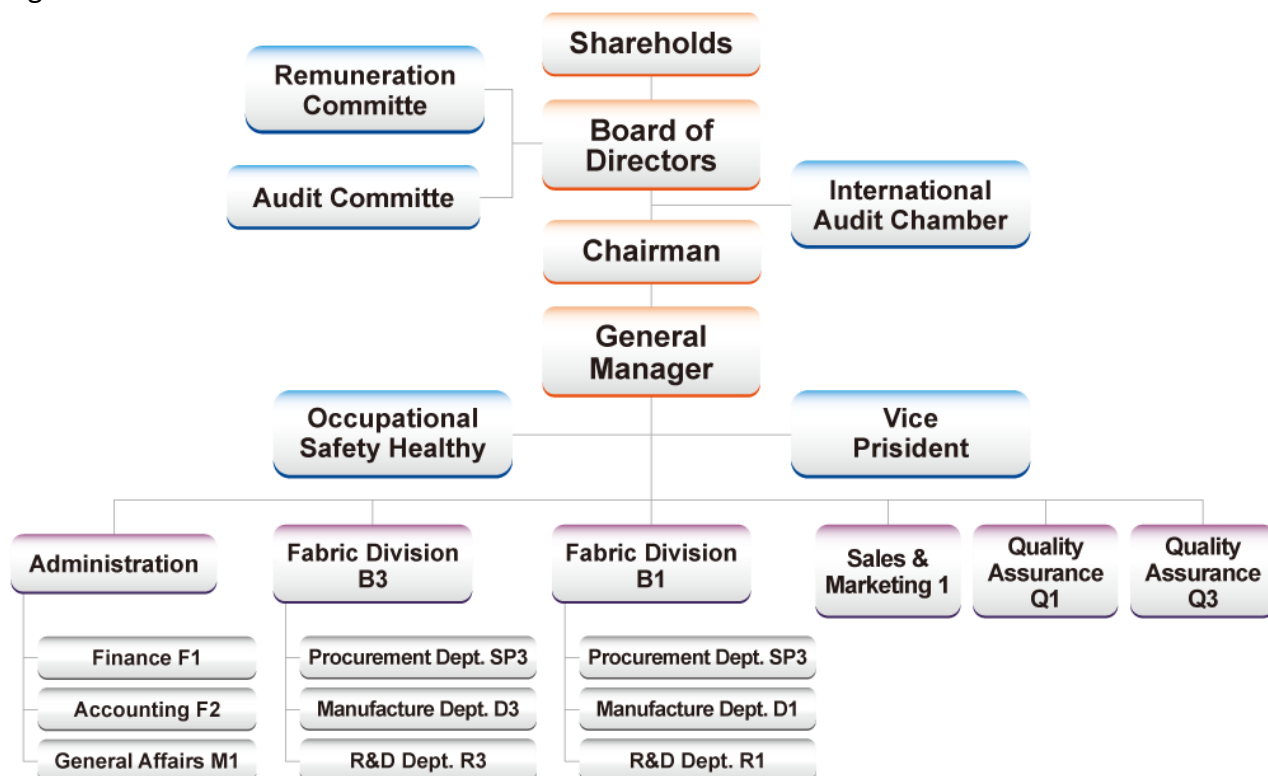 Shareholds
Remuneration
Committe
Board of
Directors
Audit Committe
International
Audit Chamber
Chairman
General
Manager
Occupational
Safety Healthy
Vice
Prisident
Administration
Fabric Division
B3
Fabric Division
B1
Sales &
Marketing 1
Quality
Assurance
Q1
Quality
Assurance
Q3
Finance F1
Procurement Dept. SP3
Procurement Dept. SP3
Accounting F2
Manufacture Dept. D3
Manufacture Dept. D1
General Affairs M1
R&D Dept. R3
R&D Dept. R1